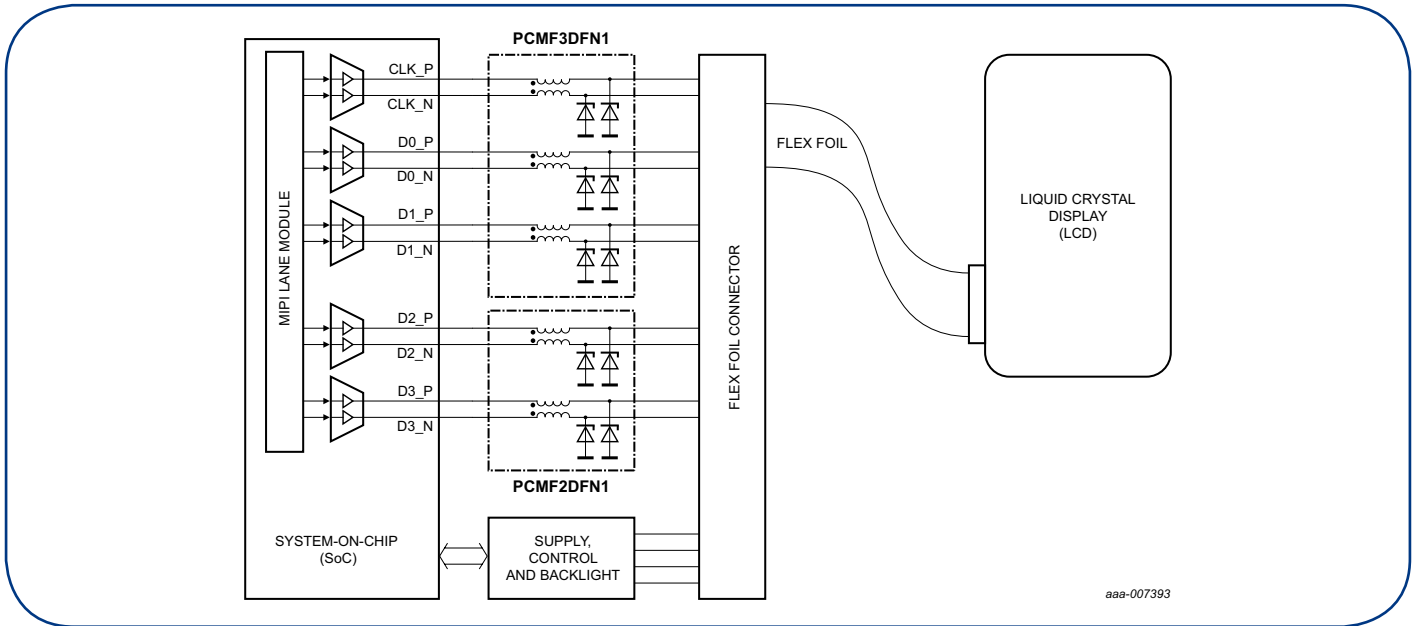 PCMF3DFN1
MIPI LANE MODULE
CLK_P
CLK_N
D0_P
D0_N
D1_P
D1_N
D2_P
D2_N
D3_P
D3_N
PCMF2DFN1
SYSTEM-ON-CHIP
(SoC)
SUPPLY,
CONTROL
AND BACKLIGHT
FLEX FOIL CONNECTOR
FLEX FOIL
LIQUID CRYSTAL
DISPLAY
(LCD)
aaa-007393